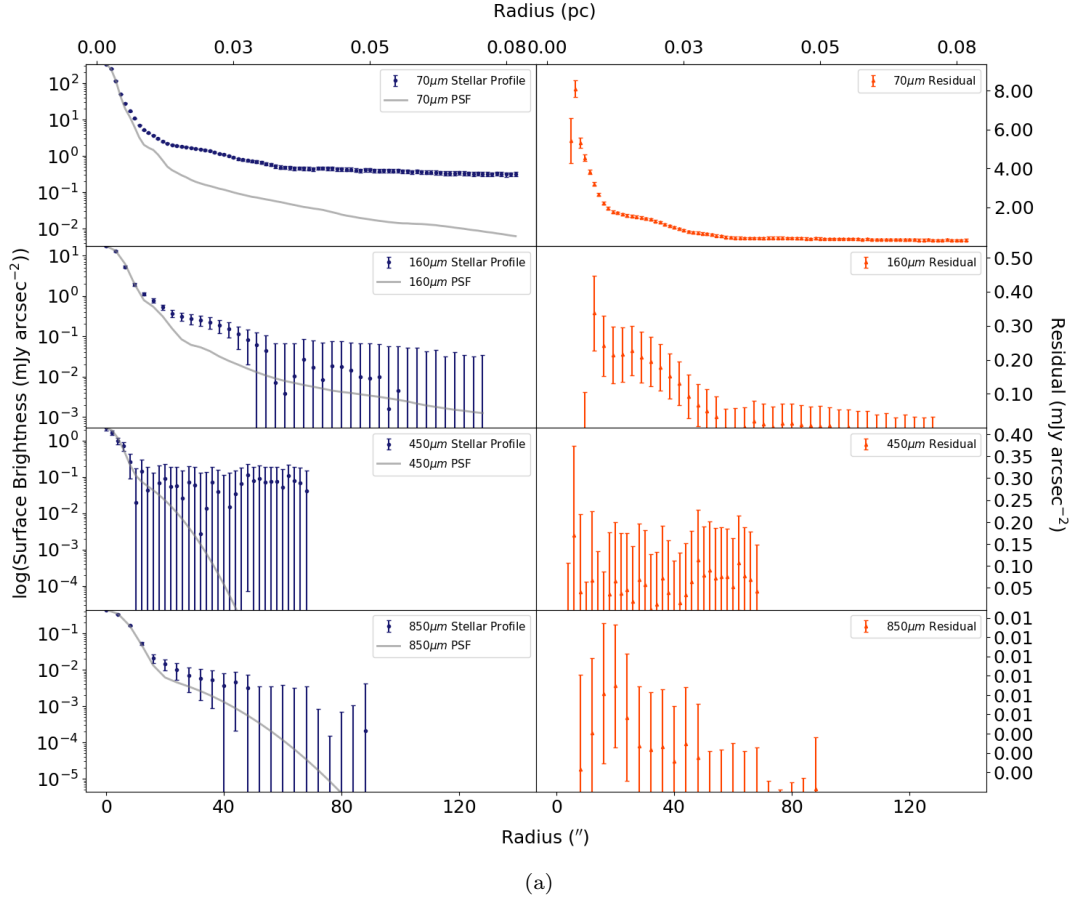 Radius (pc)
0.00 0.03 0.05 0.08 0.00 0.03 0.05 0.08
log(Surface Brightness (mJy arcsec⁻²))
10² 10¹ 10⁰ 10⁻¹ 10⁻²
70μm Stellar Profile
70μm PSF
70μm Residual
8.00 6.00 4.00 2.00
10¹ 10⁰ 10⁻¹ 10⁻² 10⁻³
160μm Stellar Profile
160μm PSF
160μm Residual
0.50 0.40 0.30 0.20 0.10
Residual (mJy arcsec⁻²)
10⁰ 10⁻¹ 10⁻² 10⁻³ 10⁻⁴
450μm Stellar Profile
450μm PSF
450μm Residual
0.40 0.35 0.30 0.25 0.20 0.15 0.10 0.05
10⁻¹ 10⁻² 10⁻³ 10⁻⁴ 10⁻⁵
850μm Stellar Profile
850μm PSF
850μm Residual
0.01 0.01 0.01 0.01 0.01 0.01 0.00 0.00 0.00
0 40 80 120 0 40 80 120
Radius (″)
(a)